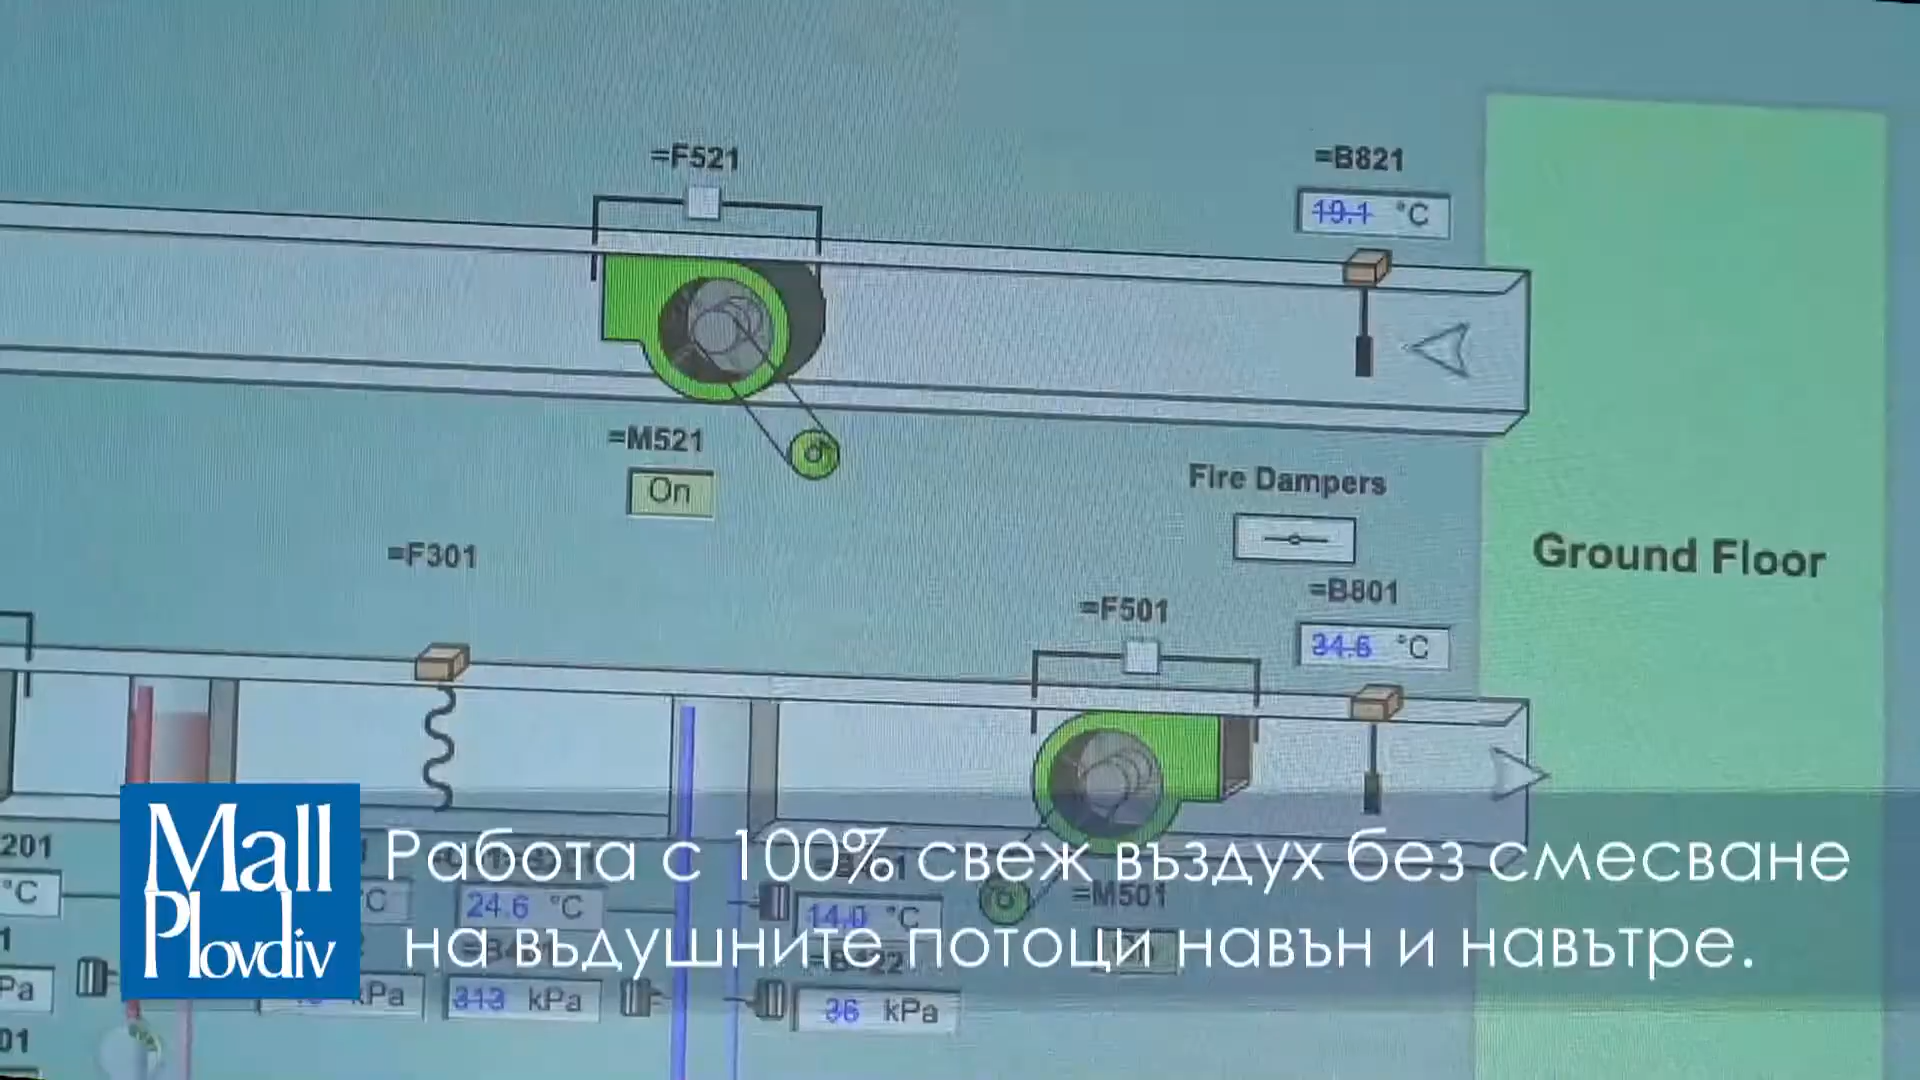 =F521
=B821
19.1 °C
=M521
On
Fire Dampers
=F301
Ground Floor
=F501
=B801
34.6 °C
Mall
Plovdiv
Работа с 100% свеж въздух без смесване
на въдушните потоци навън и навътре.
201
°C
24.6 °C
14.0 °C
=M501
Pa
kPa
313 kPa
36 kPa
01